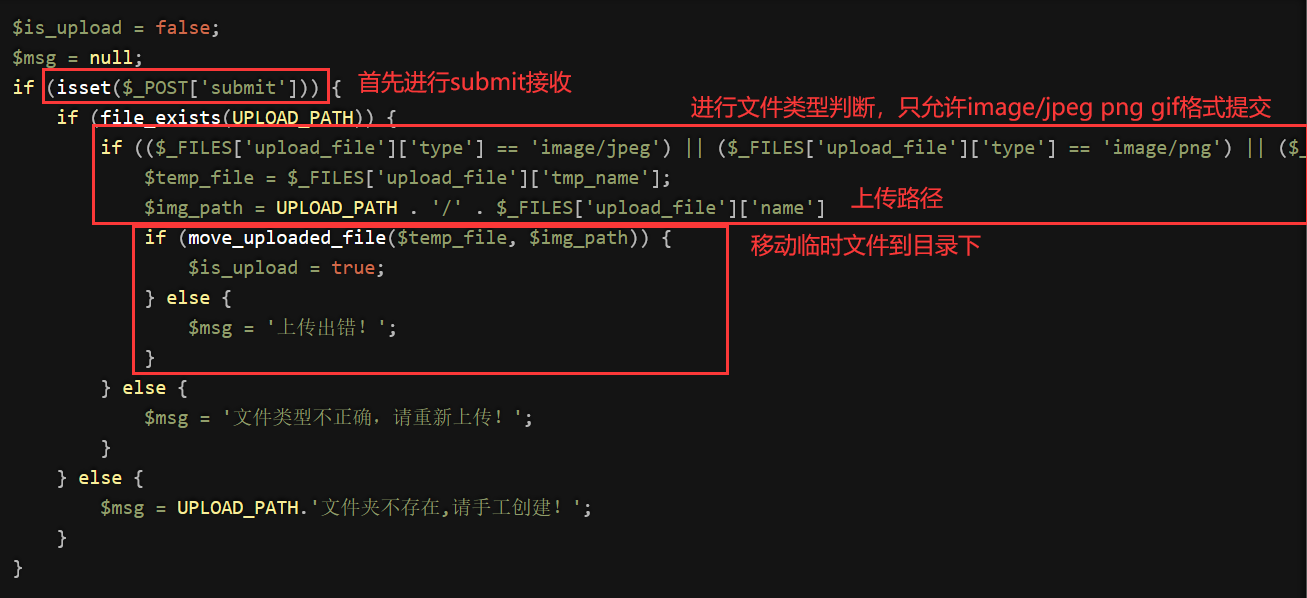 $is_upload = false;
$msg = null;
if (isset($_POST['submit'])) {
首先进行submit接收
if (file_exists(UPLOAD_PATH)) {
进行文件类型判断，只允许image/jpeg png gif格式提交
if (($_FILES['upload_file']['type'] == 'image/jpeg') || ($_FILES['upload_file']['type'] == 'image/png') || ($_
$temp_file = $_FILES['upload_file']['tmp_name'];
$img_path = UPLOAD_PATH . '/' . $_FILES['upload_file']['name']
上传路径
if (move_uploaded_file($temp_file, $img_path)) {
移动临时文件到目录下
$is_upload = true;
} else {
$msg = '上传出错！';
}
} else {
$msg = '文件类型不正确，请重新上传！';
}
} else {
$msg = UPLOAD_PATH.'文件夹不存在,请手工创建！';
}
}